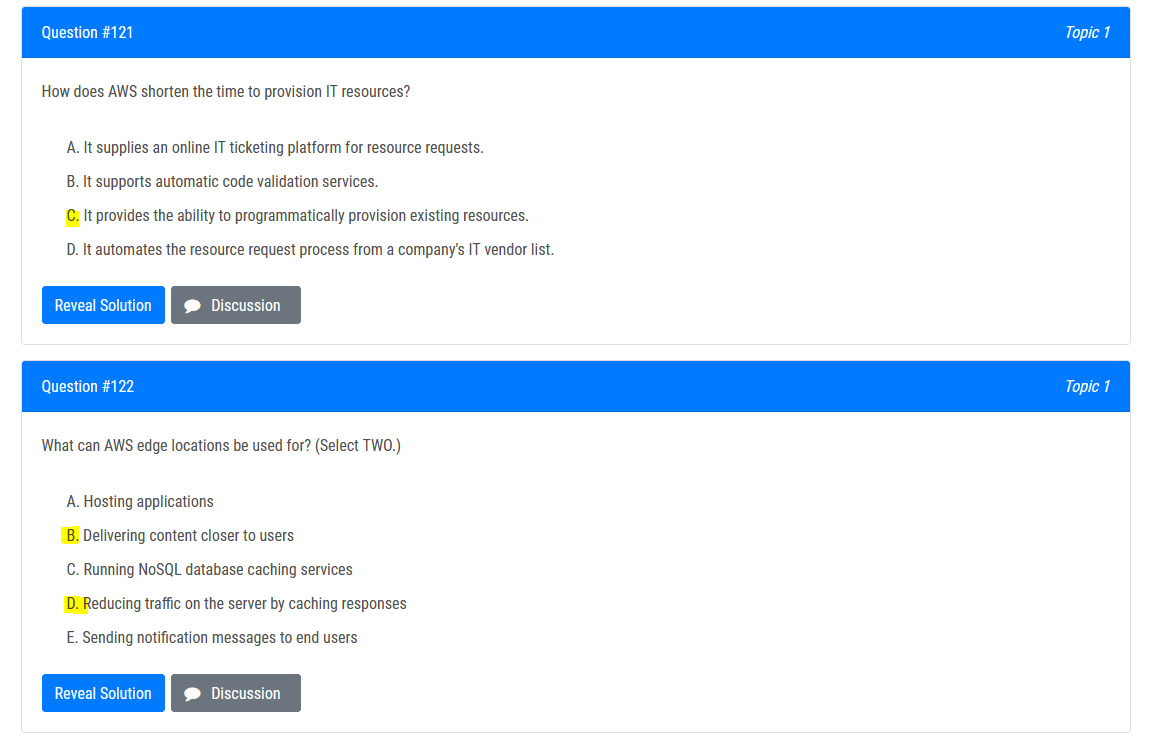 Question #121
Topic 1
How does AWS shorten the time to provision IT resources?
A. It supplies an online IT ticketing platform for resource requests.
B. It supports automatic code validation services.
C. It provides the ability to programmatically provision existing resources.
D. It automates the resource request process from a company's IT vendor list.
Reveal Solution
Discussion
Question #122
Topic 1
What can AWS edge locations be used for? (Select TWO.)
A. Hosting applications
B. Delivering content closer to users
C. Running NoSQL database caching services
D. Reducing traffic on the server by caching responses
E. Sending notification messages to end users
Reveal Solution
Discussion